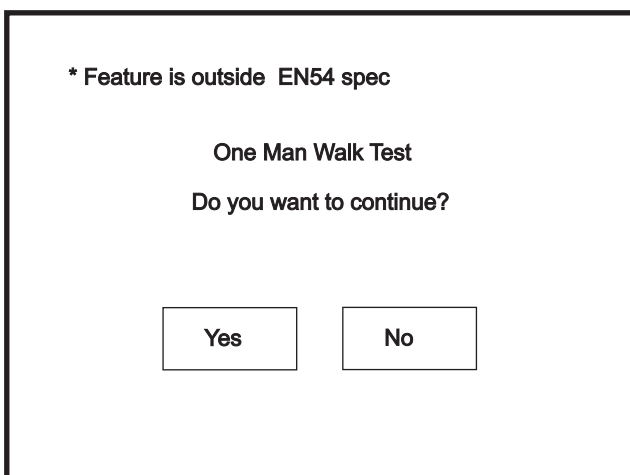 * Feature is outside EN54 spec
One Man Walk Test
Do you want to continue?
Yes No